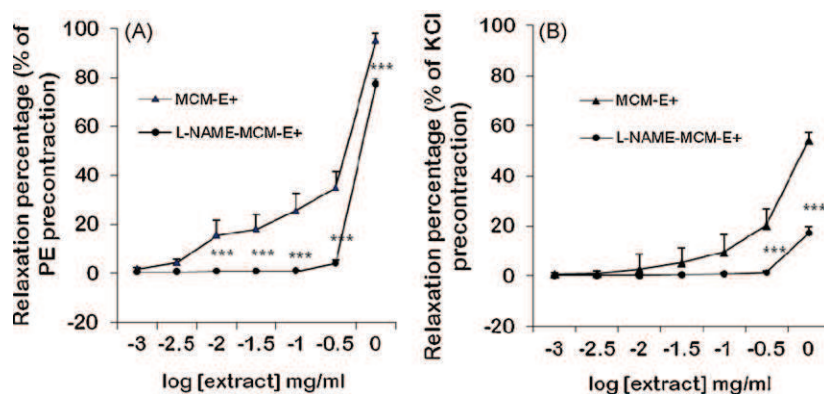 (A)
Relaxation percentage (% of
PE precontraction)
100
80
60
40
20
0
-20
MCM-E+
L-NAME-MCM-E+
***
***
***
***
***
-3 -2.5 -2 -1.5 -1 -0.5 0
log [extract] mg/ml
(B)
Relaxation percentage (% of KCl
precontraction)
100
80
60
40
20
0
-20
MCM-E+
L-NAME-MCM-E+
***
***
-3 -2.5 -2 -1.5 -1 -0.5 0
log [extract] mg/ml